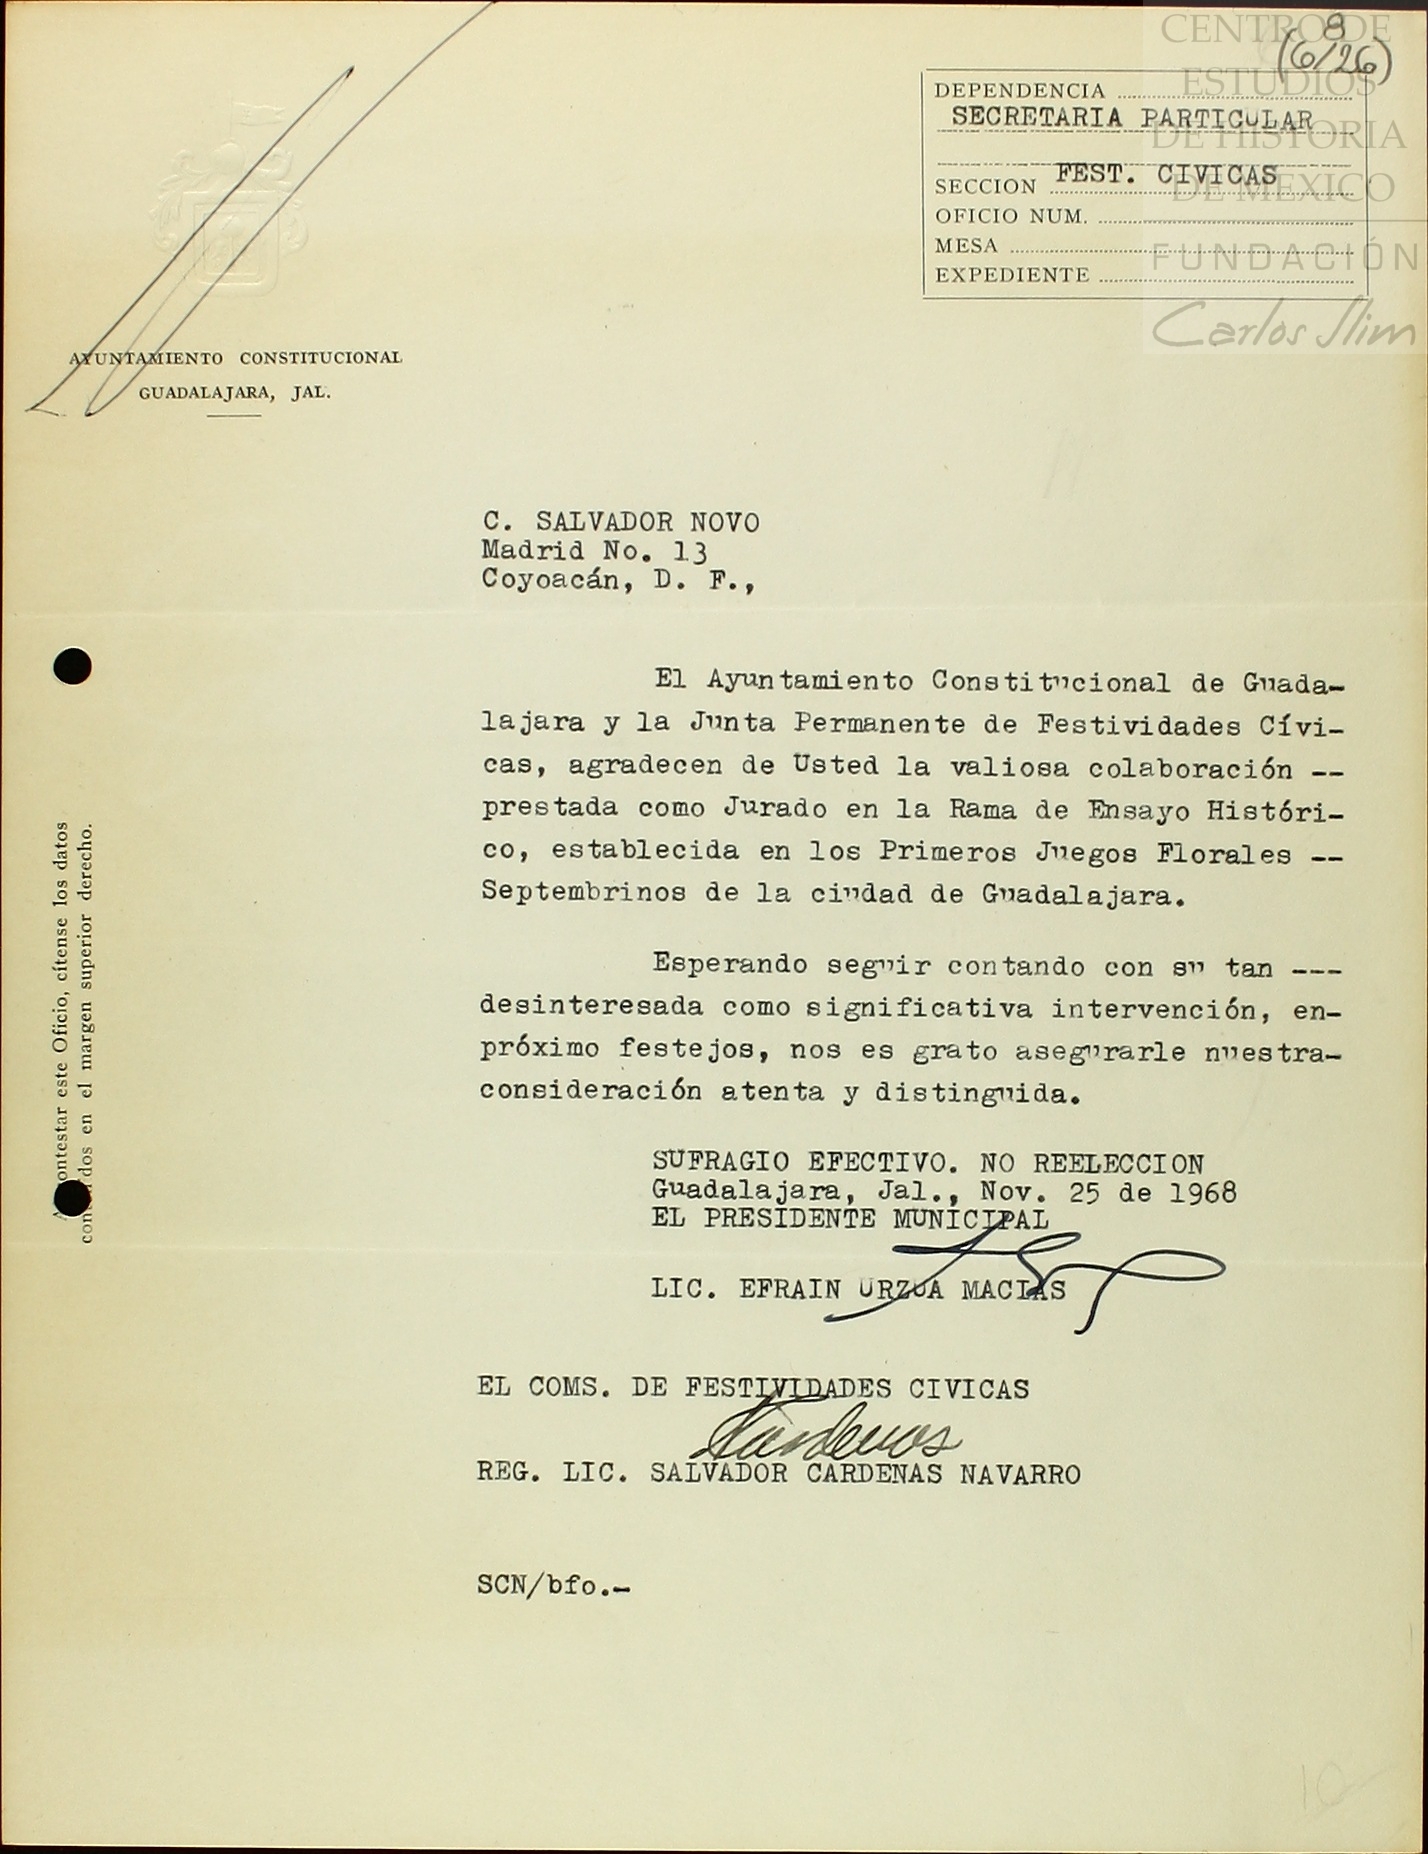 8
(6/26)
CENTRO DE
ESTUDIOS
DE HISTORIA
DE MEXICO
FUNDACIÓN
Carlos Slim
DEPENDENCIA
SECRETARIA PARTICULAR
SECCION FEST. CIVICAS
OFICIO NUM.
MESA
EXPEDIENTE
AYUNTAMIENTO CONSTITUCIONAL
GUADALAJARA, JAL.
C. SALVADOR NOVO
Madrid No. 13
Coyoacán, D. F.,
El Ayuntamiento Constitucional de Guada-
lajara y la Junta Permanente de Festividades Cívi-
cas, agradecen de Usted la valiosa colaboración --
prestada como Jurado en la Rama de Ensayo Históri-
co, establecida en los Primeros Juegos Florales --
Septembrinos de la ciudad de Guadalajara.
Esperando seguir contando con su tan ---
desinteresada como significativa intervención, en-
próximo festejos, nos es grato asegurarle nuestra-
consideración atenta y distinguida.
SUFRAGIO EFECTIVO. NO REELECCION
Guadalajara, Jal., Nov. 25 de 1968
EL PRESIDENTE MUNICIPAL
LIC. EFRAIN URZUA MACIAS
EL COMS. DE FESTIVIDADES CIVICAS
Cardenas
REG. LIC. SALVADOR CARDENAS NAVARRO
SCN/bfo.-
ontestar este Oficio, cítense los datos
con dos en el margen superior derecho.
10